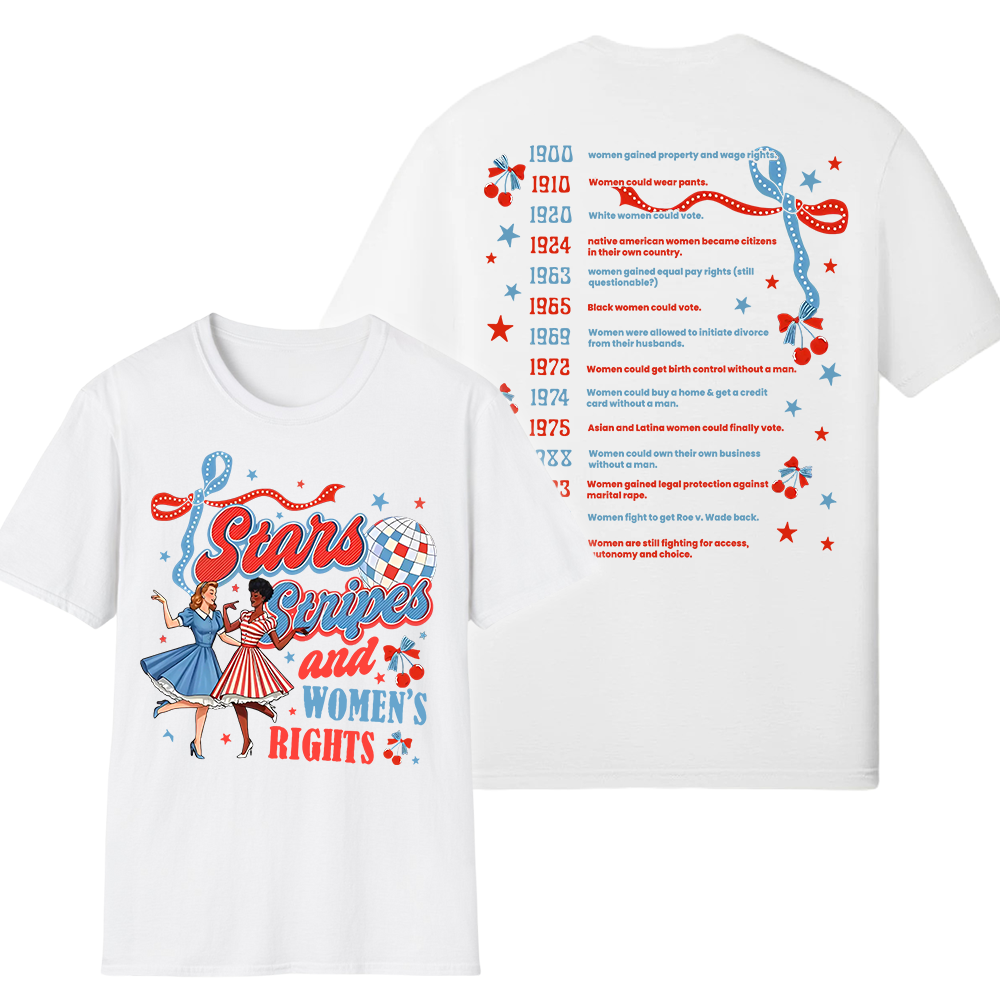 1900 women gained property and wage rights.
1910 Women could wear pants.
1920 White women could vote.
1924 native american women became citizens
in their own country.
1963 women gained equal pay rights (still
questionable?)
1965 Black women could vote.
1969 Women were allowed to initiate divorce
from their husbands.
1972 Women could get birth control without a man.
1974 Women could buy a home & get a credit
card without a man.
1975 Asian and Latina women could finally vote.
88 Women could own their own business
without a man.
3 Women gained legal protection against
marital rape.
Women fight to get Roe v. Wade back.
Women are still fighting for access,
autonomy and choice.
Stars
Stripes
and
WOMEN'S
RIGHTS